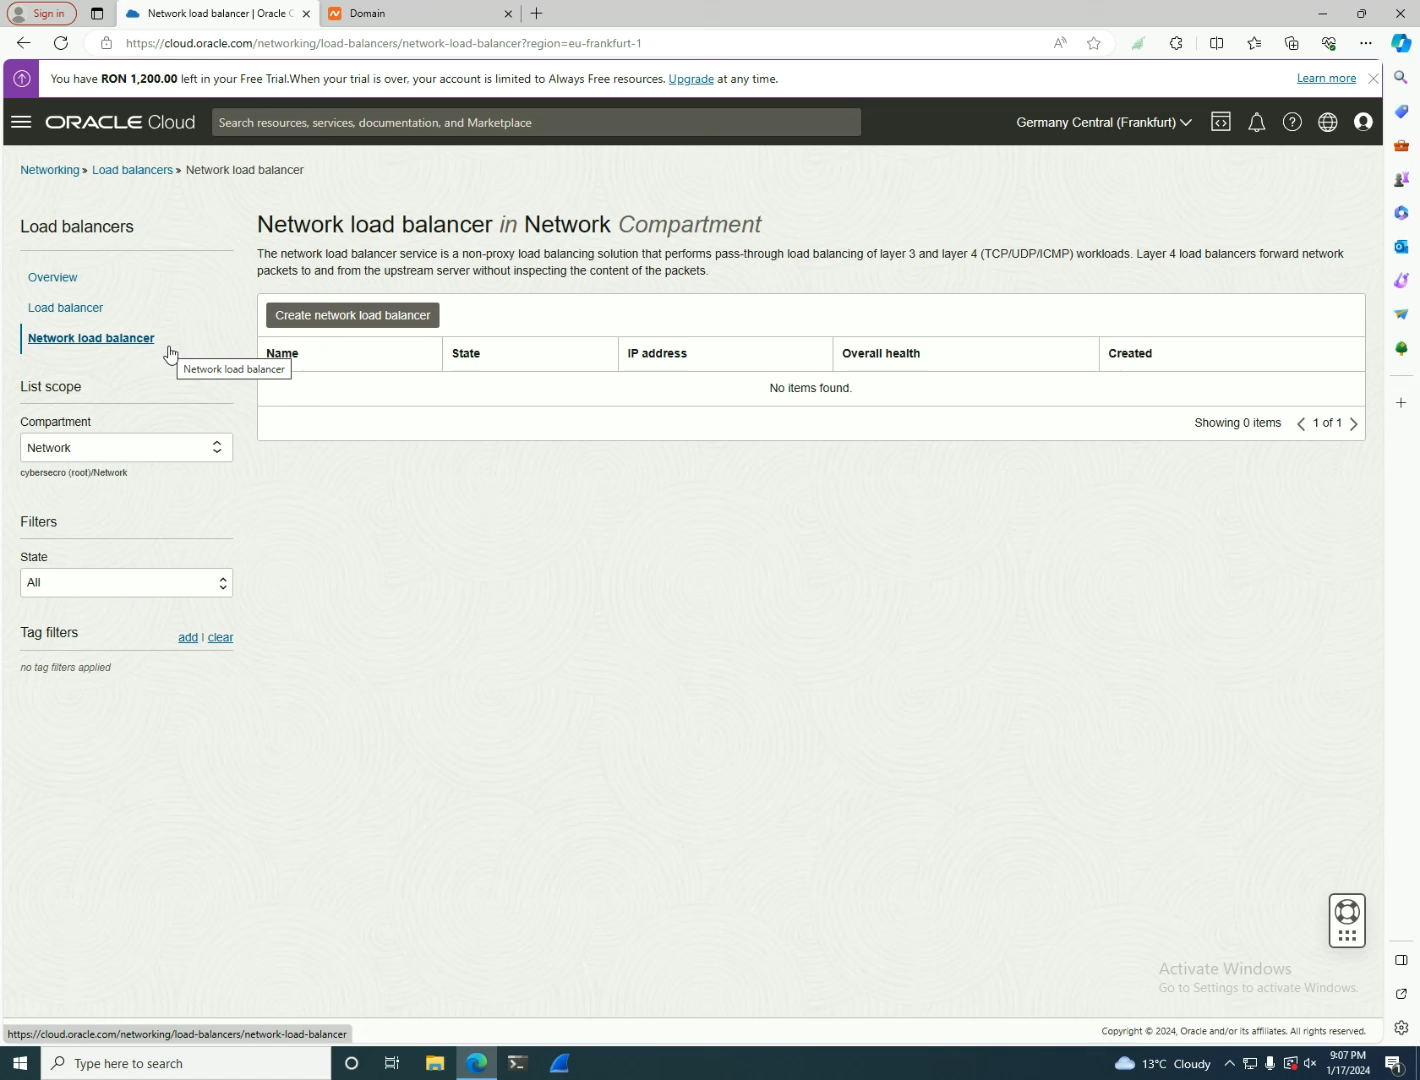 Sign in
Network load balancer | Oracle C
Domain
https://cloud.oracle.com/networking/load-balancers/network-load-balancer?region=eu-frankfurt-1
You have RON 1,200.00 left in your Free Trial.When your trial is over, your account is limited to Always Free resources. Upgrade at any time.
Learn more
ORACLE Cloud
Search resources, services, documentation, and Marketplace
Germany Central (Frankfurt)
Networking » Load balancers » Network load balancer
Load balancers
Overview
Load balancer
Network load balancer
Network load balancer
List scope
Compartment
Network
cybersecro (root)/Network
Filters
State
All
Tag filters
add | clear
no tag filters applied
Network load balancer in Network Compartment
The network load balancer service is a non-proxy load balancing solution that performs pass-through load balancing of layer 3 and layer 4 (TCP/UDP/ICMP) workloads. Layer 4 load balancers forward network
packets to and from the upstream server without inspecting the content of the packets.
Create network load balancer
Name State IP address Overall health Created
No items found.
Showing 0 items < 1 of 1 >
Activate Windows
Go to Settings to activate Windows.
https://cloud.oracle.com/networking/load-balancers/network-load-balancer
Copyright © 2024, Oracle and/or its affiliates. All rights reserved.
Type here to search
13°C Cloudy
9:07 PM
1/17/2024
1